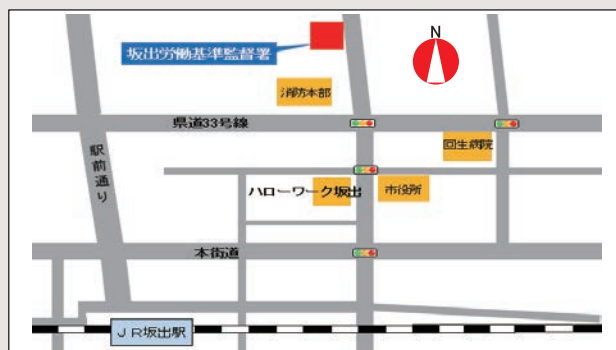 N
坂出労働基準監督署
消防本部
県道33号線
回生病院
駅前通り
ハローワーク坂出
市役所
本街道
ＪＲ坂出駅